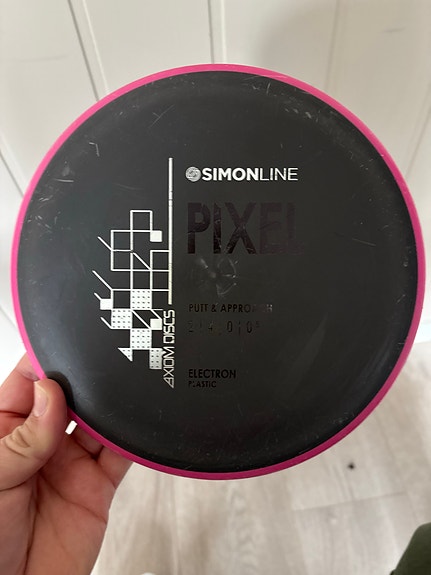 SIMONLINE
PIXEL
PUTT & APPROACH
AXIOM DISCS
ELECTRON
PLASTIC